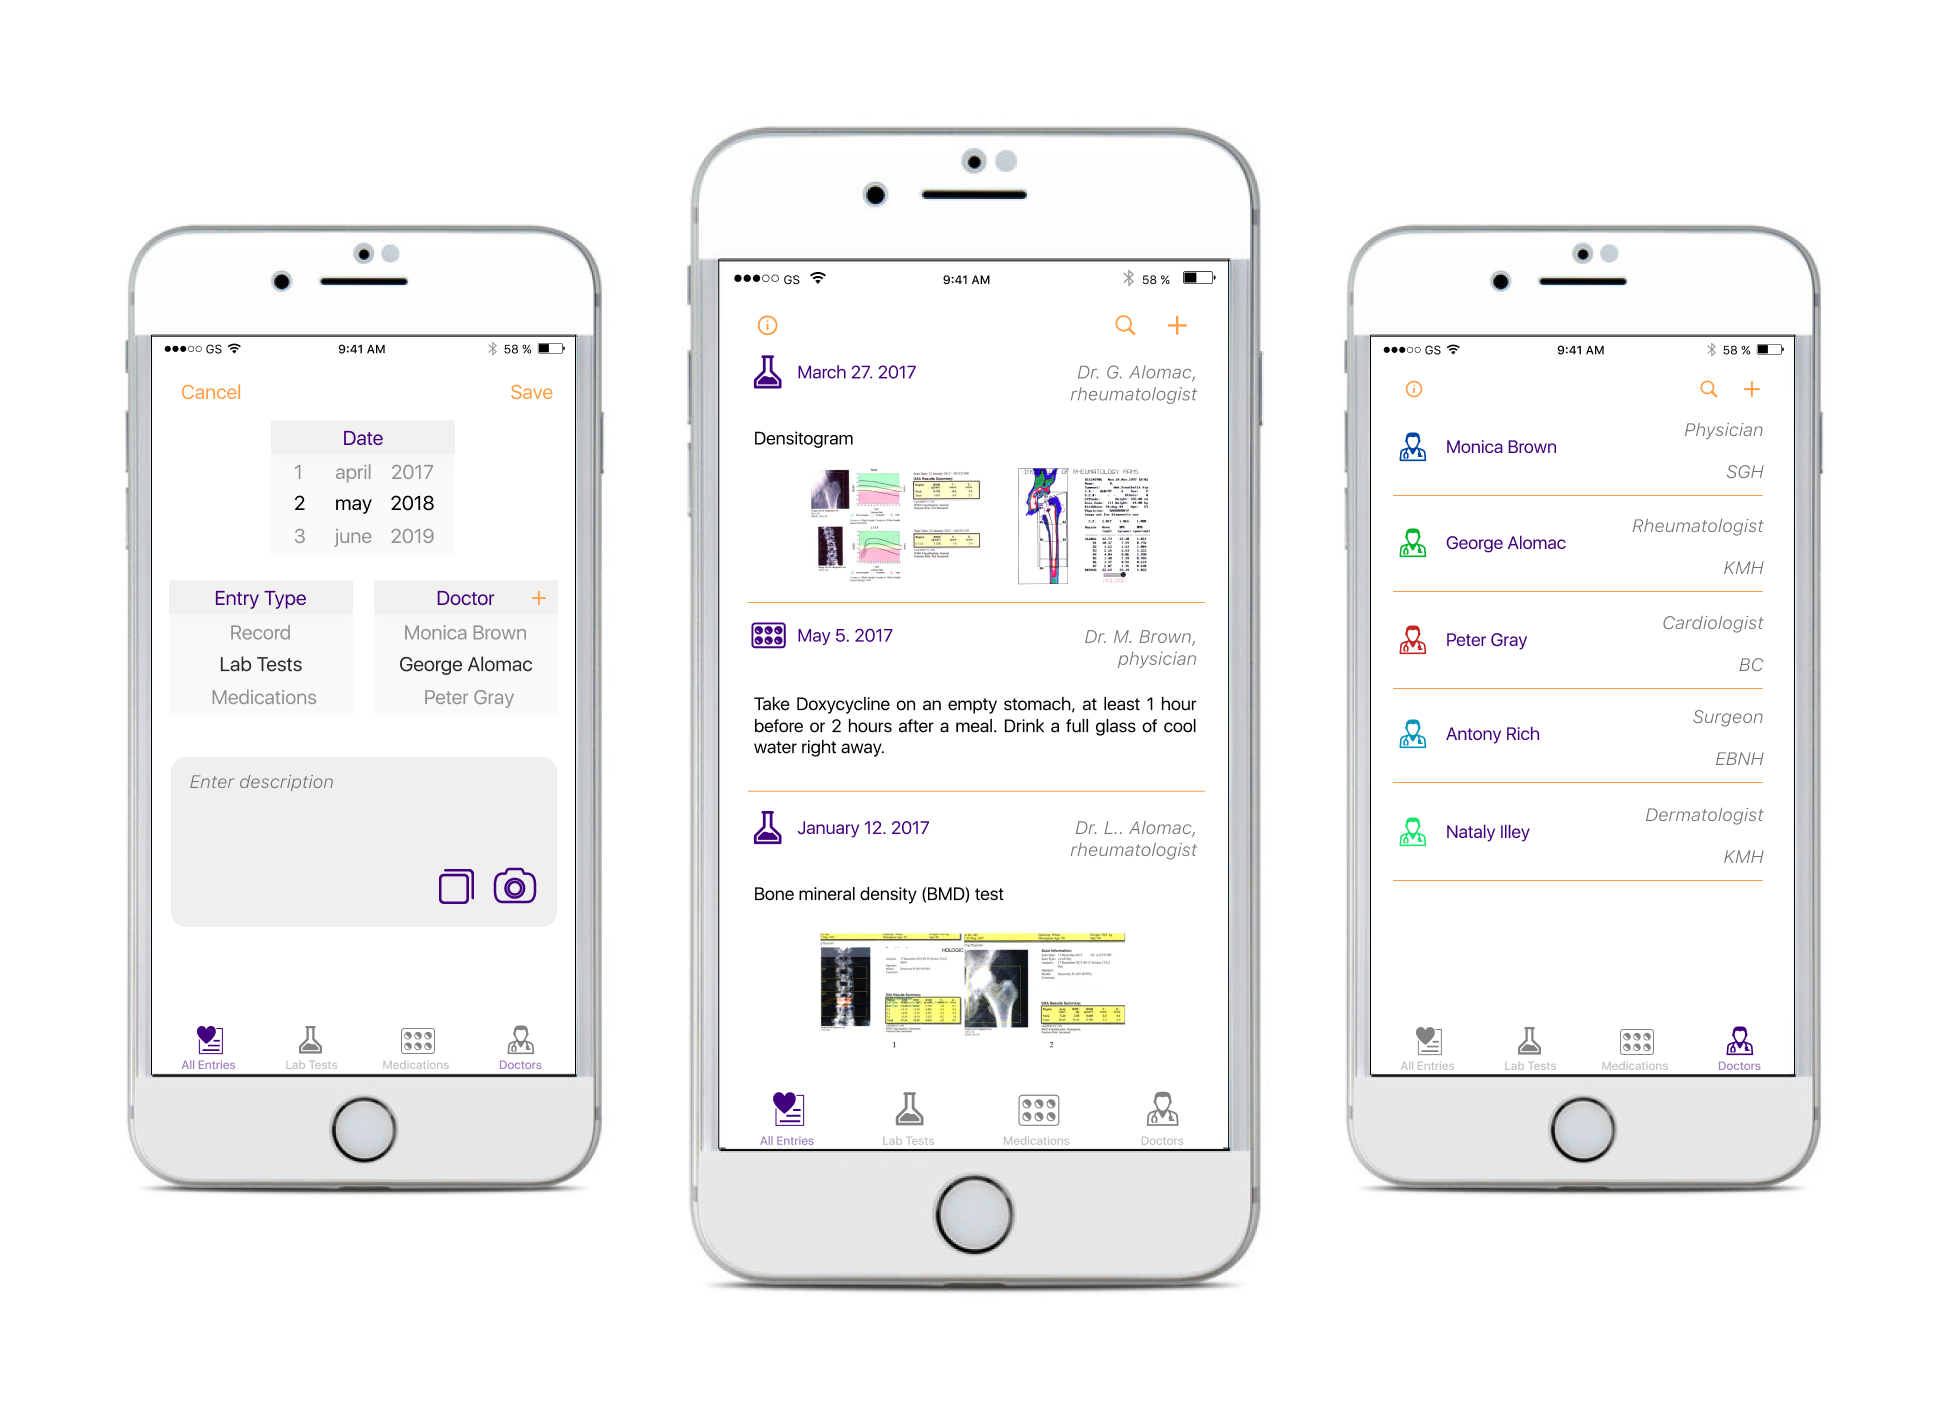 GS
9:41 AM
58 %
Cancel
Save
Date
1 april 2017
2 may 2018
3 june 2019
Entry Type
Record
Lab Tests
Medications
Doctor +
Monica Brown
George Alomac
Peter Gray
Enter description
All Entries
Lab Tests
Medications
Doctors
GS
9:41 AM
58 %
March 27. 2017
Dr. G. Alomac,
rheumatologist
Densitogram
May 5. 2017
Dr. M. Brown,
physician
Take Doxycycline on an empty stomach, at least 1 hour
before or 2 hours after a meal. Drink a full glass of cool
water right away.
January 12. 2017
Dr. L.. Alomac,
rheumatologist
Bone mineral density (BMD) test
HOLOGIC
1
2
All Entries
Lab Tests
Medications
Doctors
GS
9:41 AM
58 %
Monica Brown
Physician
SGH
George Alomac
Rheumatologist
KMH
Peter Gray
Cardiologist
BC
Antony Rich
Surgeon
EBNH
Nataly Illey
Dermatologist
KMH
All Entries
Lab Tests
Medications
Doctors